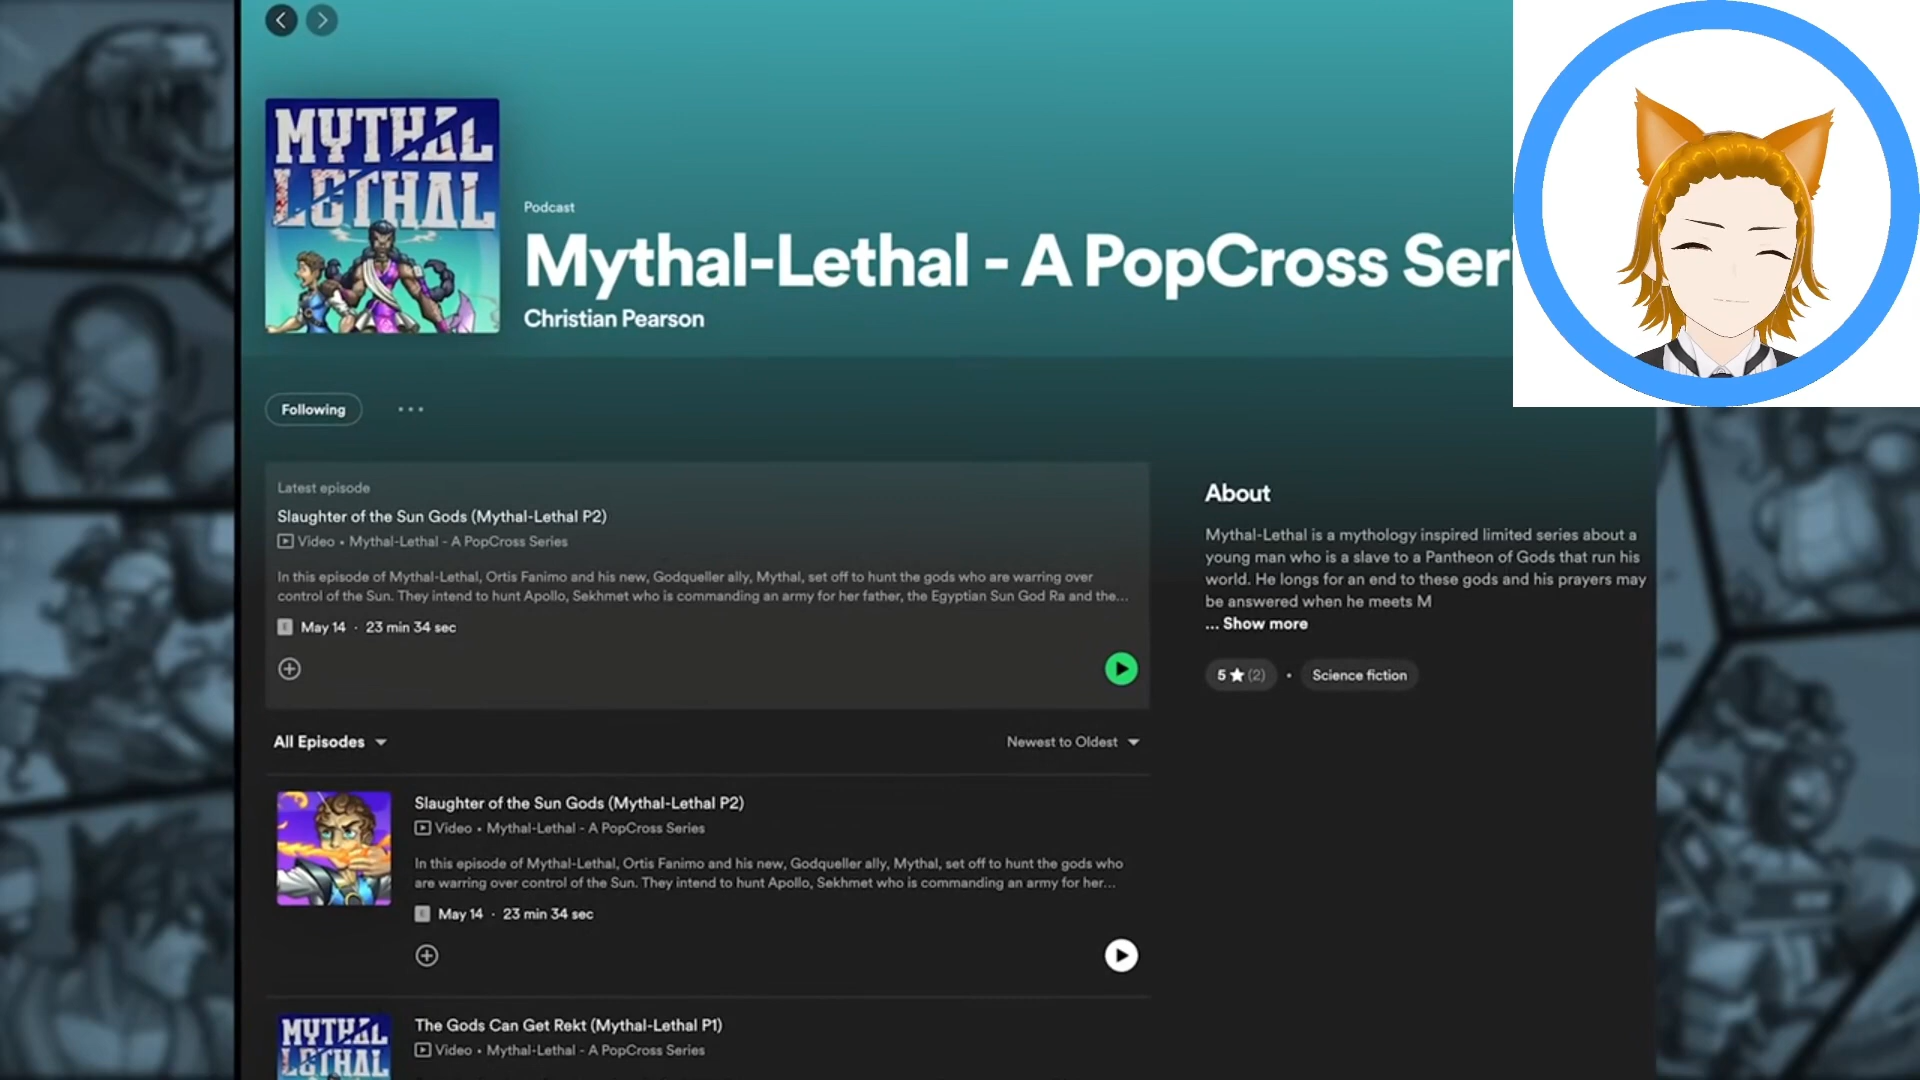 MYTHAL
LETHAL
Podcast
Mythal-Lethal - A PopCross Seri
Christian Pearson
Following
Latest episode
Slaughter of the Sun Gods (Mythal-Lethal P2)
Video • Mythal-Lethal - A PopCross Series
In this episode of Mythal-Lethal, Ortis Fanimo and his new, Godqueller ally, Mythal, set off to hunt the gods who are warring over
control of the Sun. They intend to hunt Apollo, Sekhmet who is commanding an army for her father, the Egyptian Sun God Ra and the...
E May 14 · 23 min 34 sec
About
Mythal-Lethal is a mythology inspired limited series about a
young man who is a slave to a Pantheon of Gods that run his
world. He longs for an end to these gods and his prayers may
be answered when he meets M
... Show more
5 ★ (2) • Science fiction
All Episodes
Newest to Oldest
Slaughter of the Sun Gods (Mythal-Lethal P2)
Video • Mythal-Lethal - A PopCross Series
In this episode of Mythal-Lethal, Ortis Fanimo and his new, Godqueller ally, Mythal, set off to hunt the gods who
are warring over control of the Sun. They intend to hunt Apollo, Sekhmet who is commanding an army for her...
E May 14 · 23 min 34 sec
MYTHAL
LETHAL
The Gods Can Get Rekt (Mythal-Lethal P1)
Video • Mythal-Lethal - A PopCross Series